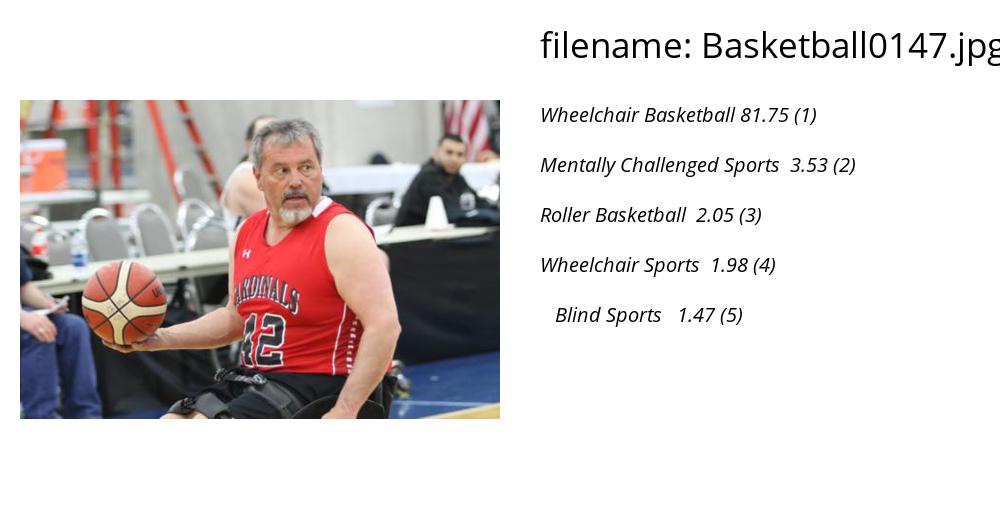 filename: Basketball0147.jpg
Wheelchair Basketball 81.75 (1)
Mentally Challenged Sports 3.53 (2)
Roller Basketball 2.05 (3)
Wheelchair Sports 1.98 (4)
Blind Sports 1.47 (5)
CARDINALS
42